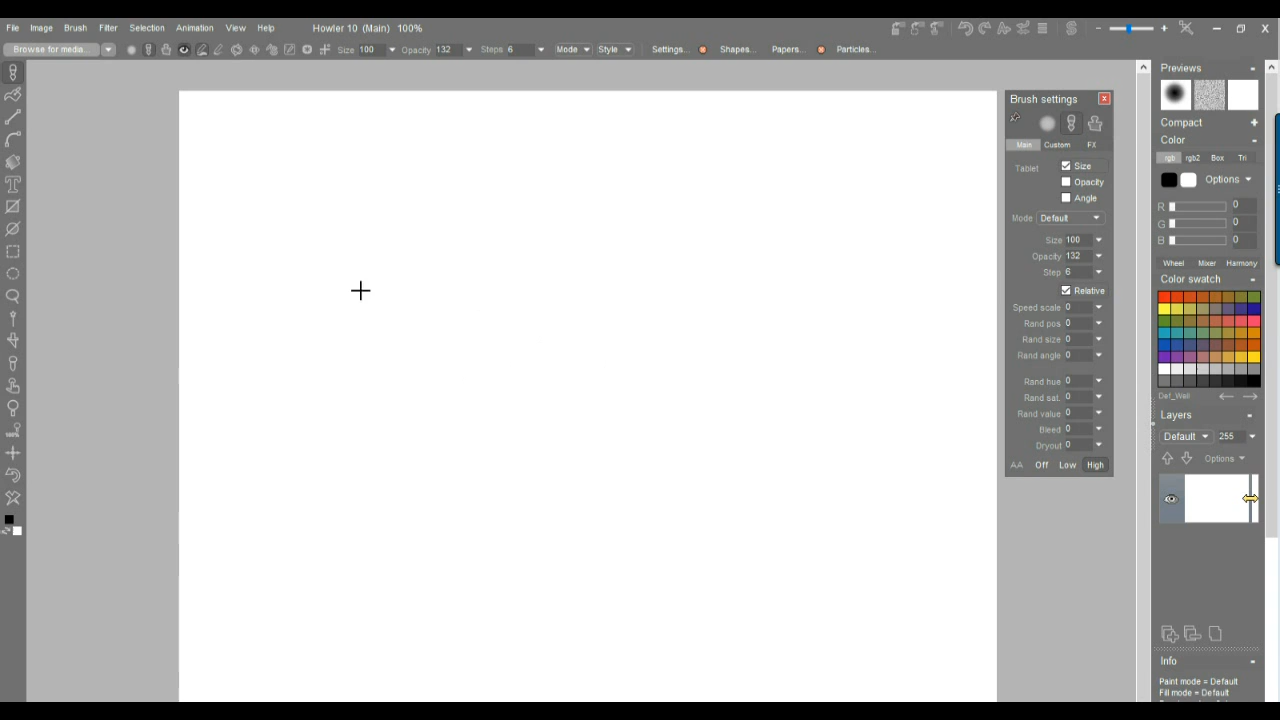 File Image Brush Filter Selection Animation View Help Howler 10 (Main) 100%
Browse for media... Size 100 Opacity 132 Steps 6 Mode Style Settings... Shapes... Papers... Particles...
Previews
Brush settings
Compact
Color
Main Custom FX
rgb rgb2 Box Tri
Tablet Size
Opacity
Angle
Options
Mode Default
R 0
G 0
B 0
Size 100
Opacity 132
Step 6
Relative
Wheel Mixer Harmony
Color swatch
Speed scale 0
Rand pos 0
Rand size 0
Rand angle 0
Rand hue 0
Rand sat. 0
Rand value 0
Bleed 0
Dryout 0
Def_Wall
Layers
Default 255
Options
AA Off Low High
Info
Paint mode = Default
Fill mode = Default